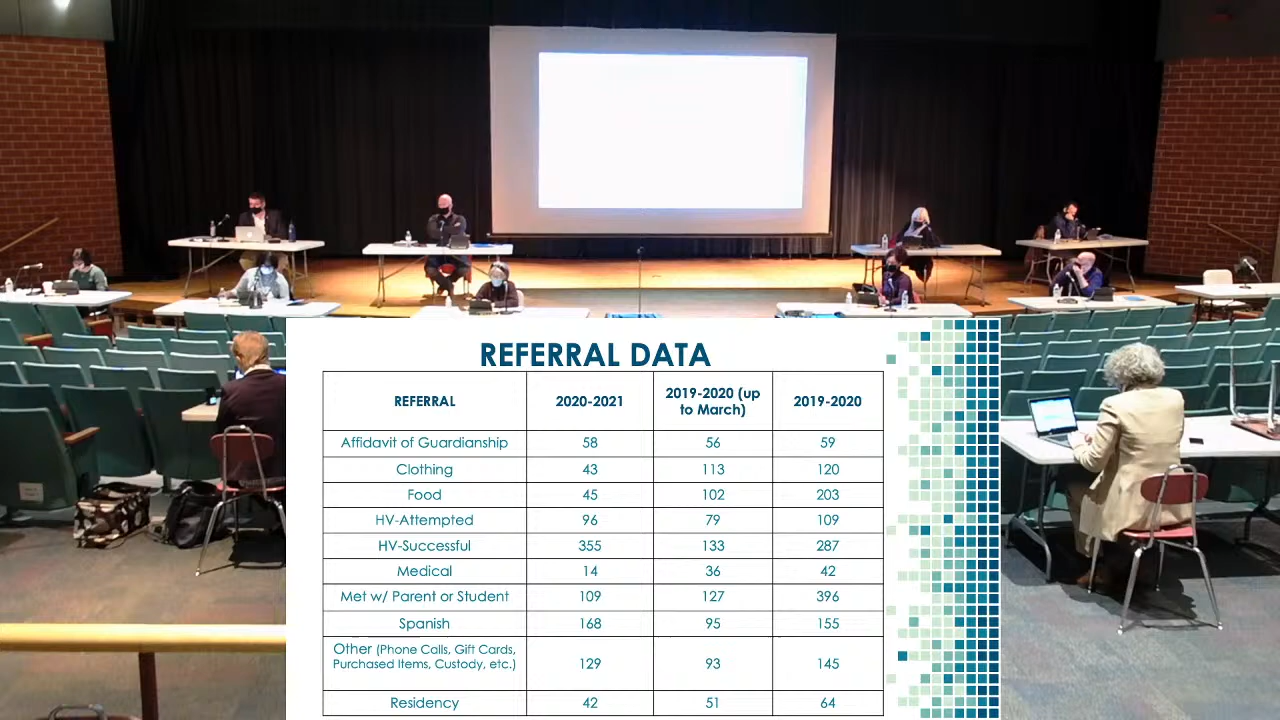 REFERRAL DATA
REFERRAL 2020-2021 2019-2020 (up to March) 2019-2020
Affidavit of Guardianship 58 56 59
Clothing 43 113 120
Food 45 102 203
HV-Attempted 96 79 109
HV-Successful 355 133 287
Medical 14 36 42
Met w/ Parent or Student 109 127 396
Spanish 168 95 155
Other (Phone Calls, Gift Cards,
Purchased Items, Custody, etc.) 129 93 145
Residency 42 51 64